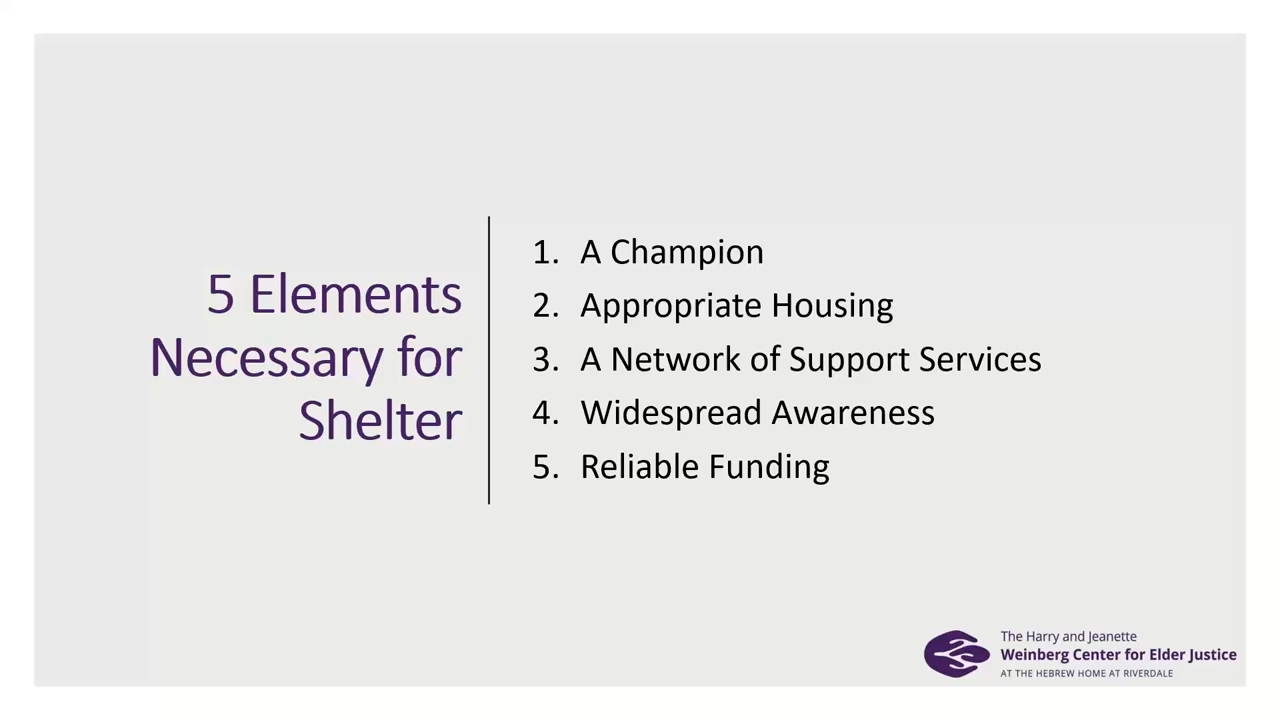 5 Elements
Necessary for
Shelter
1. A Champion
2. Appropriate Housing
3. A Network of Support Services
4. Widespread Awareness
5. Reliable Funding
The Harry and Jeanette
Weinberg Center for Elder Justice
AT THE HEBREW HOME AT RIVERDALE